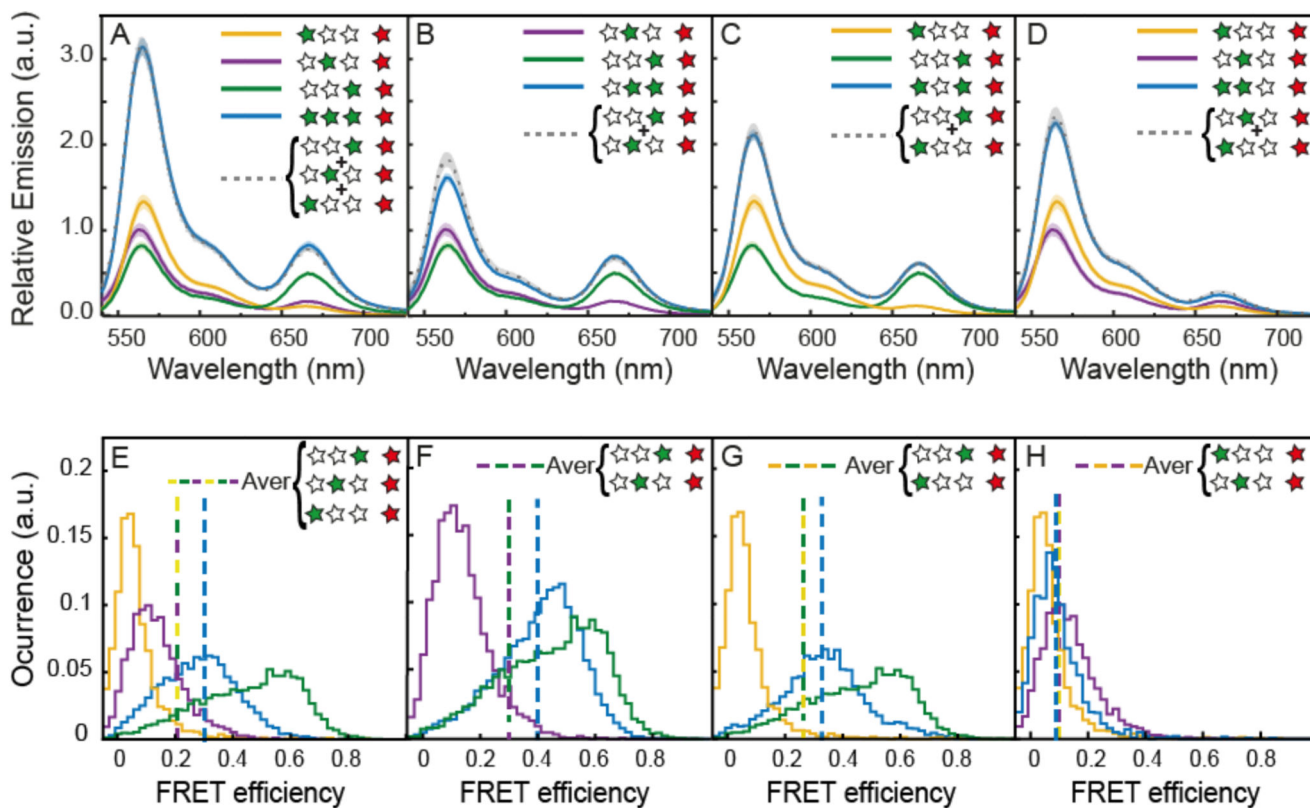 Relative Emission (a.u.)
3.0
2.0
1.0
0.0
A
+
+
550 600 650 700
Wavelength (nm)
B
+
550 600 650 700
Wavelength (nm)
C
+
550 600 650 700
Wavelength (nm)
D
+
550 600 650 700
Wavelength (nm)
Ocurrence (a.u.)
0.2
0.15
0.1
0.05
0
E
Aver
0 0.2 0.4 0.6 0.8
FRET efficiency
F
Aver
0 0.2 0.4 0.6 0.8
FRET efficiency
G
Aver
0 0.2 0.4 0.6 0.8
FRET efficiency
H
Aver
0 0.2 0.4 0.6 0.8
FRET efficiency